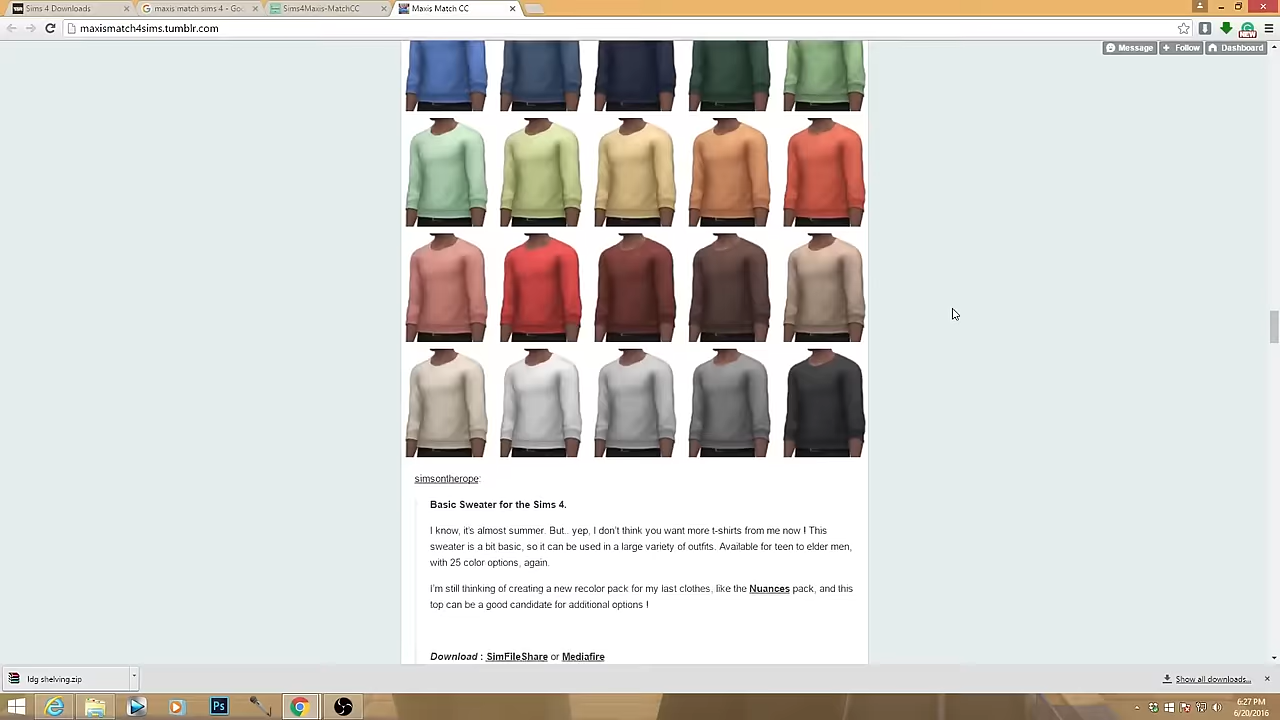 Sims 4 Downloads
maxis match sims 4 - Go
Sims4Maxis-MatchCC
Maxis Match CC
maxismatch4sims.tumblr.com
Message
Follow
Dashboard
simsontherope:
Basic Sweater for the Sims 4.
I know, it's almost summer. But.. yep, I don't think you want more t-shirts from me now ! This
sweater is a bit basic, so it can be used in a large variety of outfits. Available for teen to elder men,
with 25 color options, again.
I'm still thinking of creating a new recolor pack for my last clothes, like the Nuances pack, and this
top can be a good candidate for additional options !
Download : SimFileShare or Mediafire
ldg shelving.zip
Show all downloads...
Ps
6:27 PM
6/20/2016